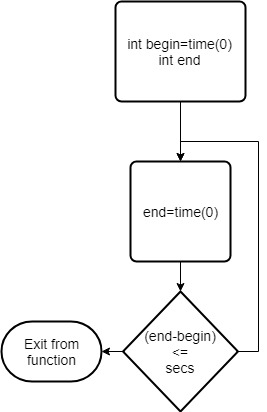 int begin=time(0)
int end
end=time(0)
(end-begin)
<=
secs
Exit from
function